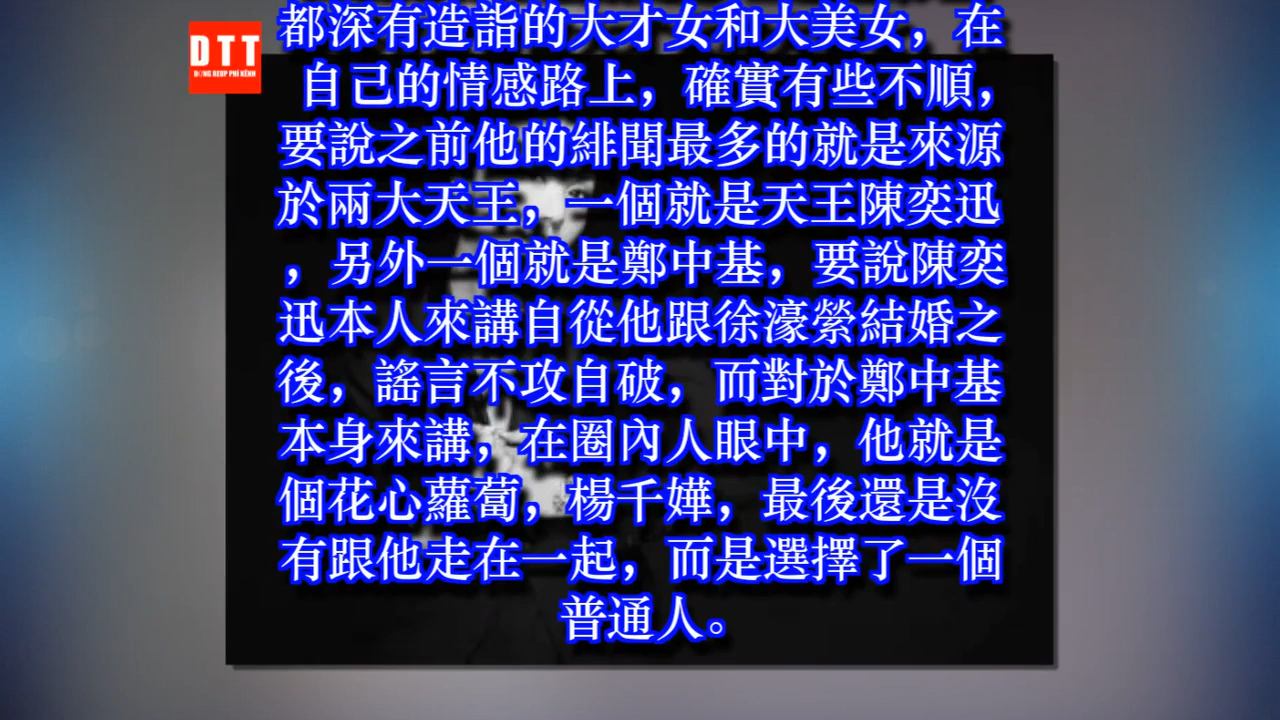 都深有造詣的大才女和大美女，在
自己的情感路上，確實有些不順，
要說之前他的緋聞最多的就是來源
於兩大天王，一個就是天王陳奕迅
，另外一個就是鄭中基，要說陳奕
迅本人來講自從他跟徐濠縈結婚之
後，謠言不攻自破，而對於鄭中基
本身來講，在圈內人眼中，他就是
個花心蘿蔔，楊千嬅，最後還是沒
有跟他走在一起，而是選擇了一個
普通人。
DTT